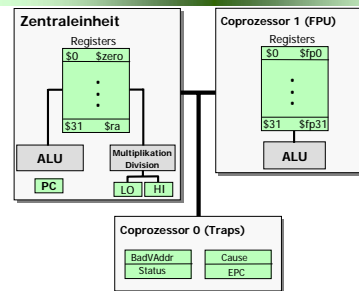 Zentraleinheit
Registers
$0 $zero
$31 $ra
ALU
Multiplikation
Division
PC
LO HI
Coprozessor 1 (FPU)
Registers
$0 $fp0
$31 $fp31
ALU
Coprozessor 0 (Traps)
BadVAddr Cause
Status EPC